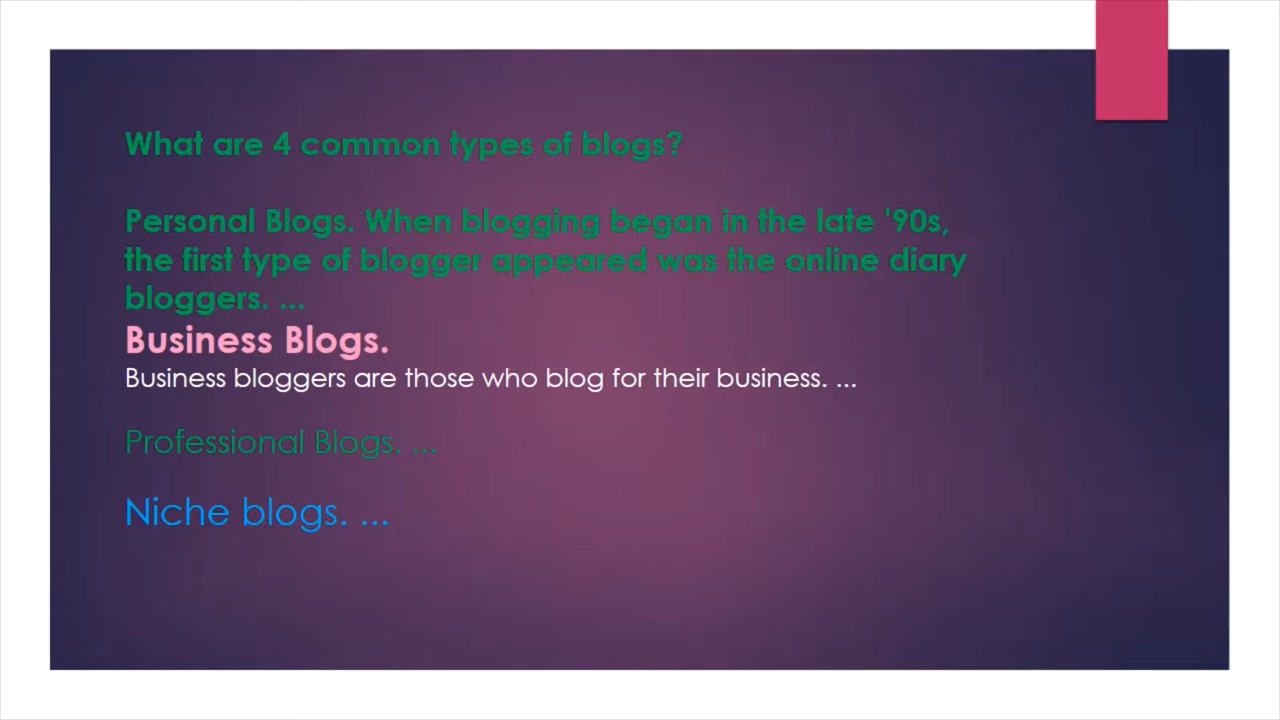 What are 4 common types of blogs?
Personal Blogs. When blogging began in the late '90s,
the first type of blogger appeared was the online diary
bloggers. ...
Business Blogs.
Business bloggers are those who blog for their business. ...
Professional Blogs. ...
Niche blogs. ...